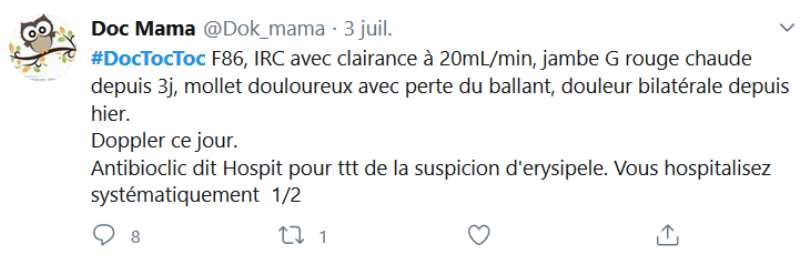 Doc Mama @Dok_mama · 3 juil.
#DocTocToc F86, IRC avec clairance à 20mL/min, jambe G rouge chaude
depuis 3j, mollet douloureux avec perte du ballant, douleur bilatérale depuis
hier.
Doppler ce jour.
Antibioclic dit Hospit pour ttt de la suspicion d'erysipele. Vous hospitalisez
systématiquement 1/2
8 1